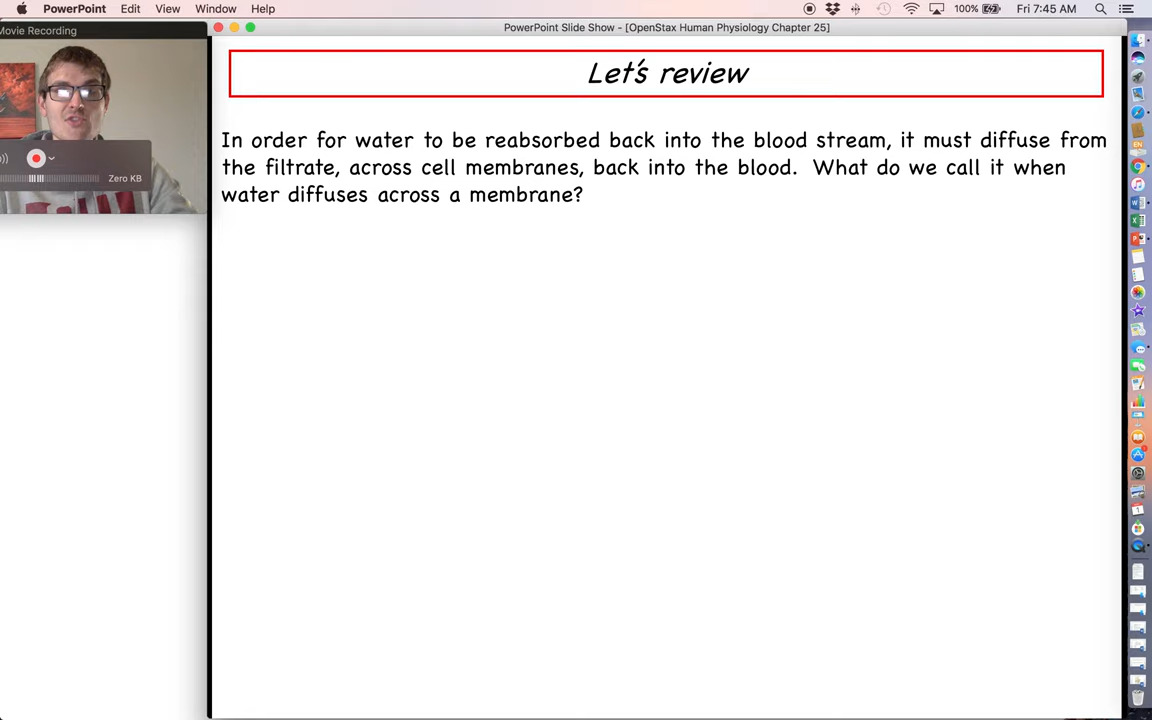 PowerPoint Edit View Window Help 100% Fri 7:45 AM
Movie Recording
PowerPoint Slide Show - [OpenStax Human Physiology Chapter 25]
Zero KB
Let's review
In order for water to be reabsorbed back into the blood stream, it must diffuse from
the filtrate, across cell membranes, back into the blood. What do we call it when
water diffuses across a membrane?